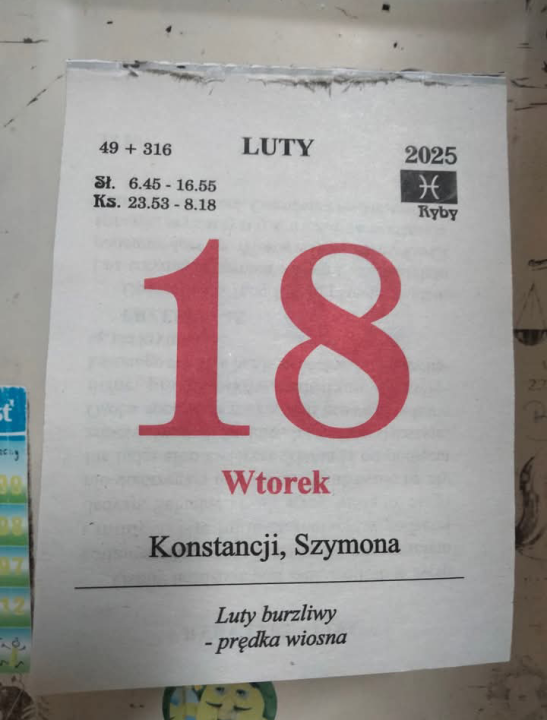 49 + 316
LUTY
2025
Sł. 6.45 - 16.55
Ks. 23.53 - 8.18
Ryby
18
Wtorek
Konstancji, Szymona
Luty burzliwy
- prędka wiosna